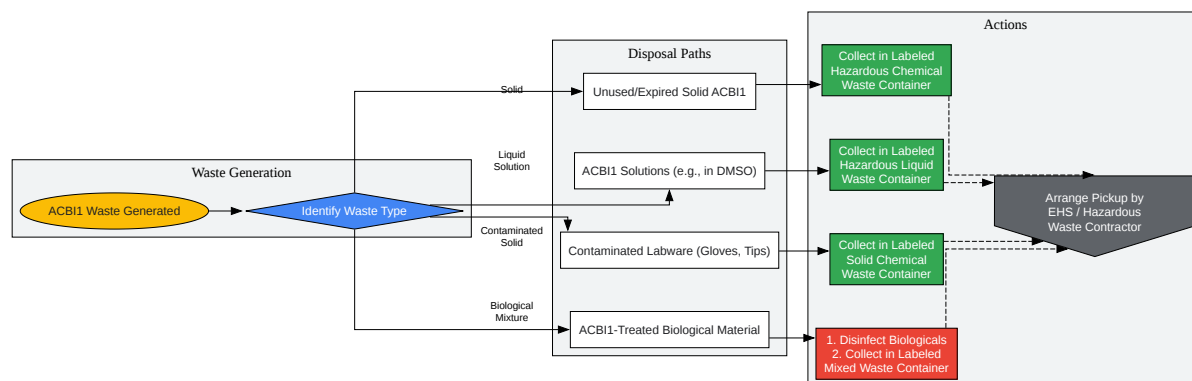 Waste Generation
ACBI1 Waste Generated
Identify Waste Type
Solid
Liquid
Solution
Contaminated
Solid
Biological
Mixture
Disposal Paths
Unused/Expired Solid ACBI1
ACBI1 Solutions (e.g., in DMSO)
Contaminated Labware (Gloves, Tips)
ACBI1-Treated Biological Material
Actions
Collect in Labeled
Hazardous Chemical
Waste Container
Collect in Labeled
Hazardous Liquid
Waste Container
Collect in Labeled
Solid Chemical
Waste Container
1. Disinfect Biologicals
2. Collect in Labeled
Mixed Waste Container
Arrange Pickup by
EHS / Hazardous
Waste Contractor